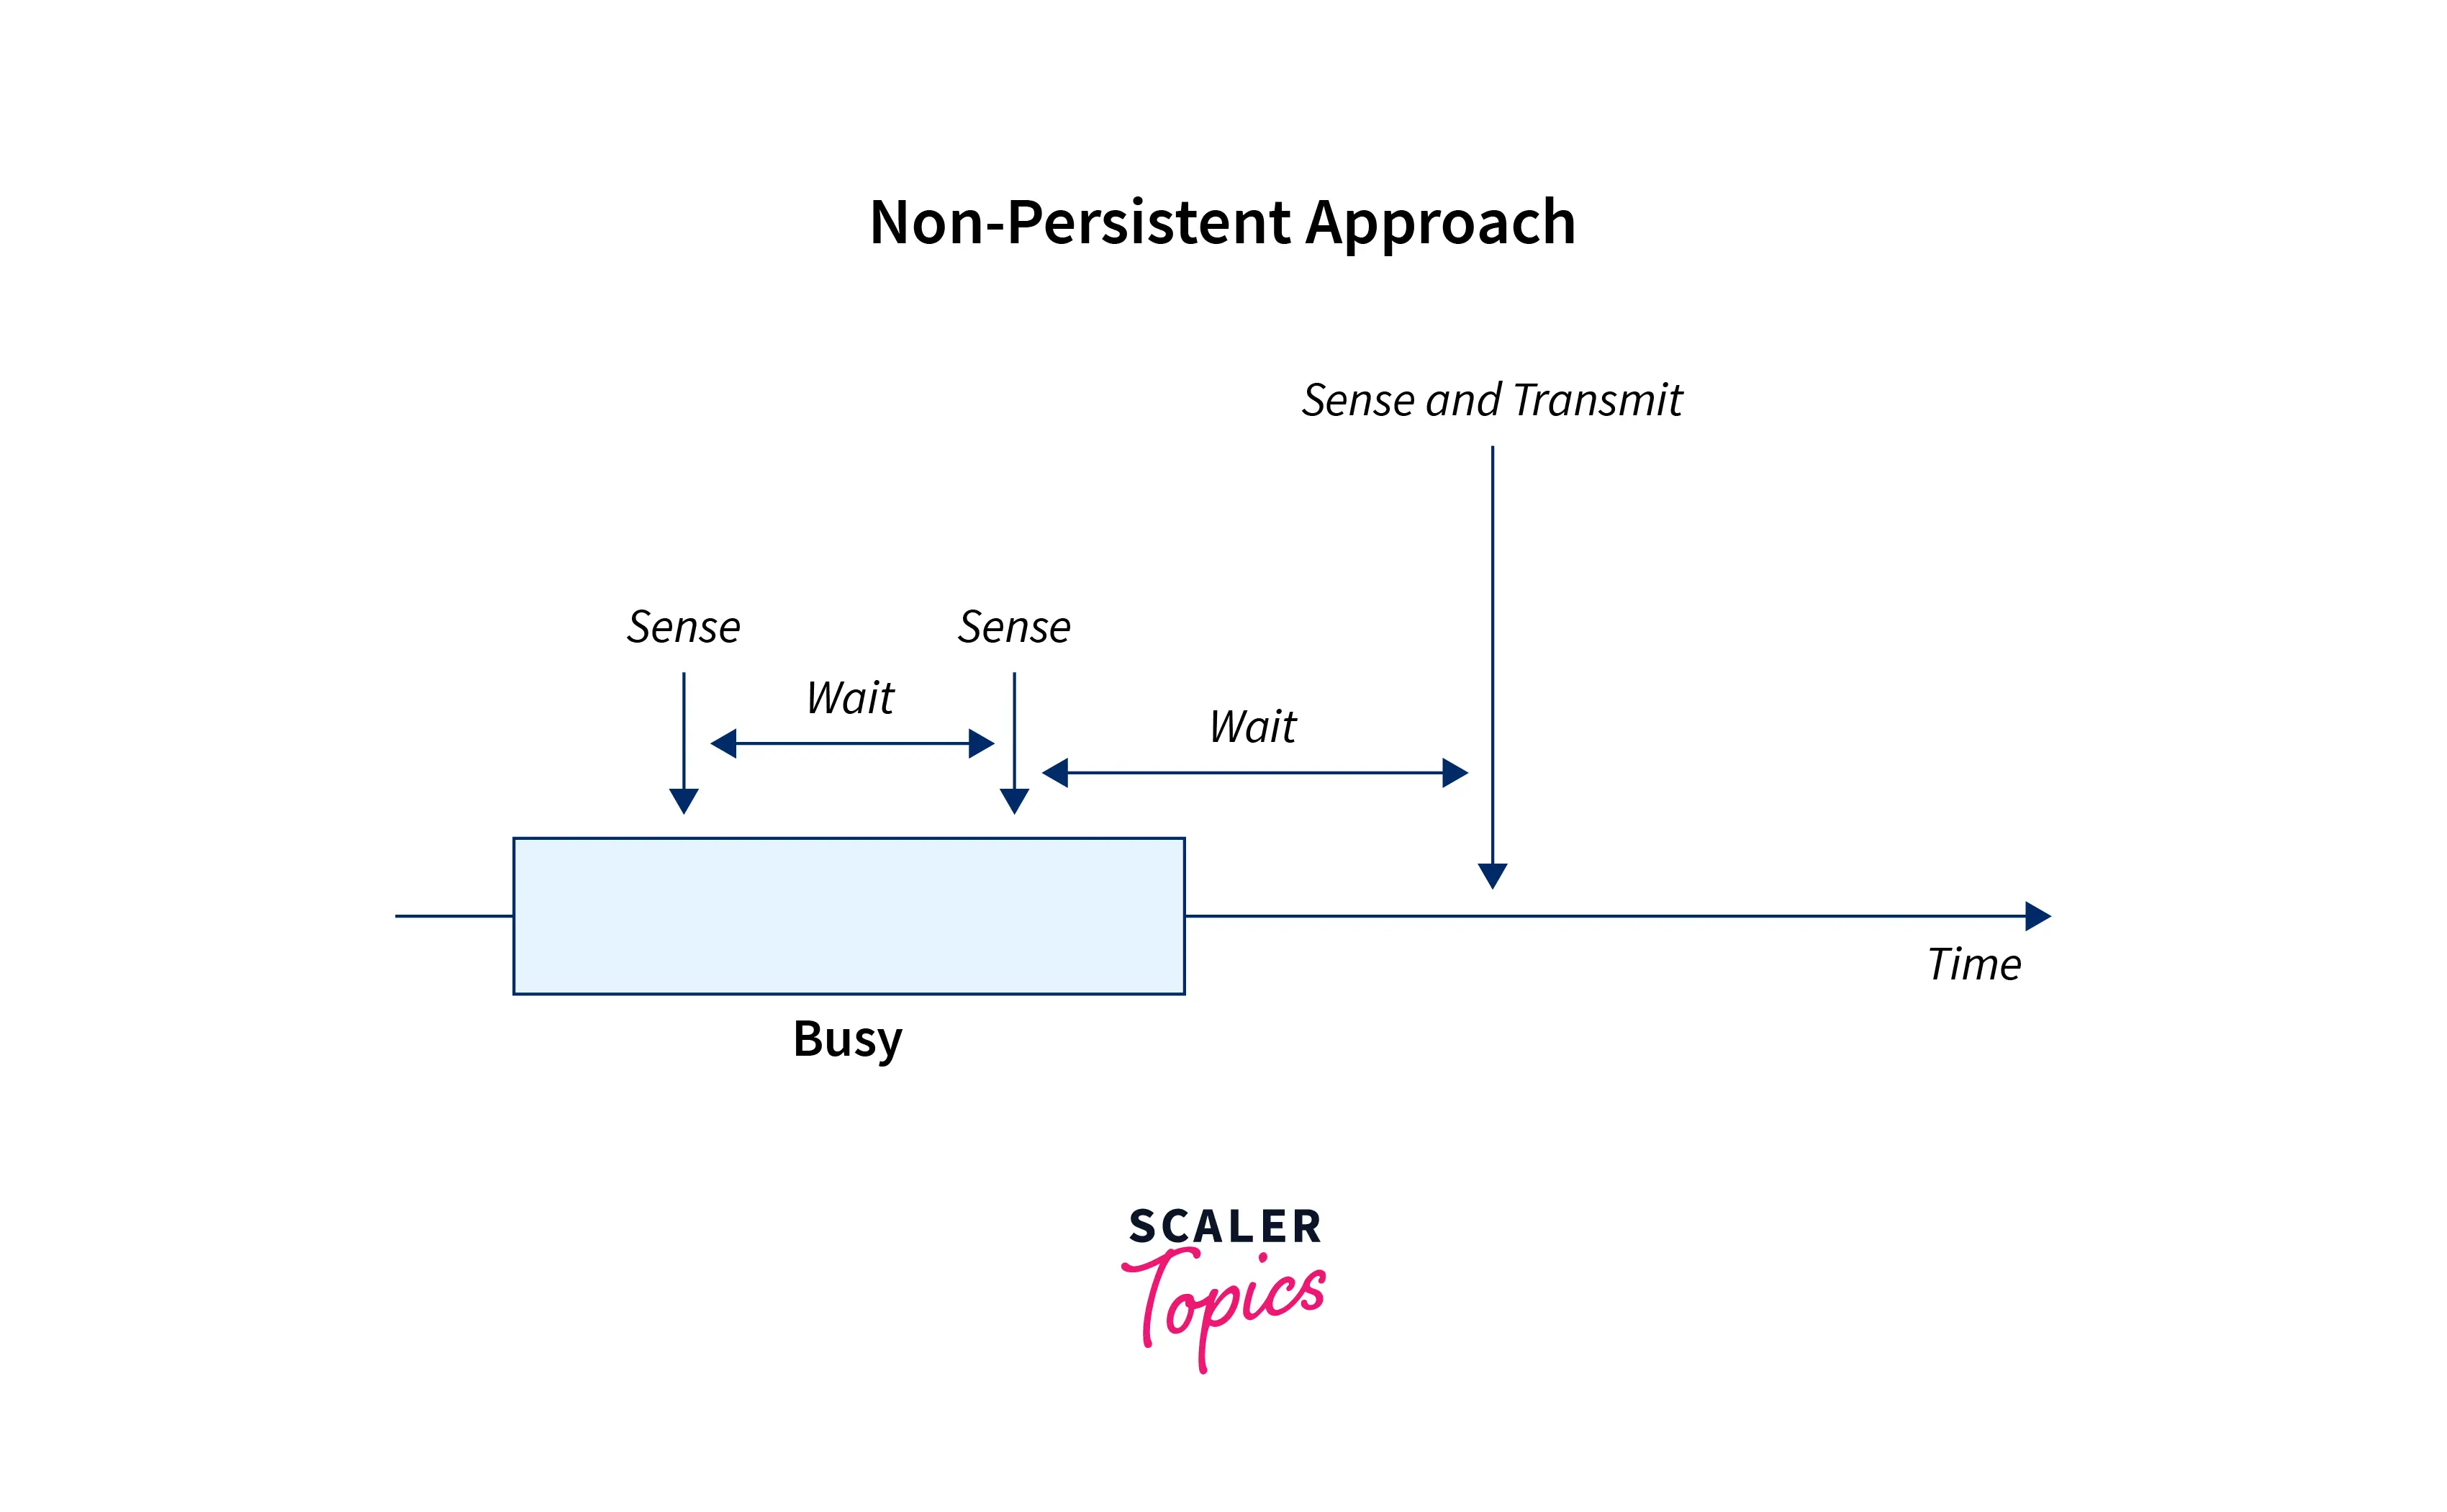 Non-Persistent Approach
Sense and Transmit
Sense
Sense
Wait
Wait
Time
Busy
SCALER
Topics